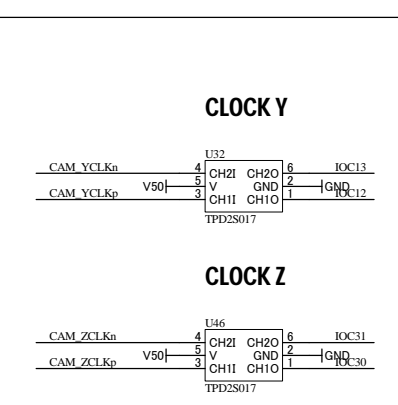 CLOCK Y
U32
CAM_YCLKn 4 CH2I CH2O 6 IOC13
V50 5 V GND 2 GND
CAM_YCLKp 3 CH1I CH1O 1 IOC12
TPD2S017
CLOCK Z
U46
CAM_ZCLKn 4 CH2I CH2O 6 IOC31
V50 5 V GND 2 GND
CAM_ZCLKp 3 CH1I CH1O 1 IOC30
TPD2S017